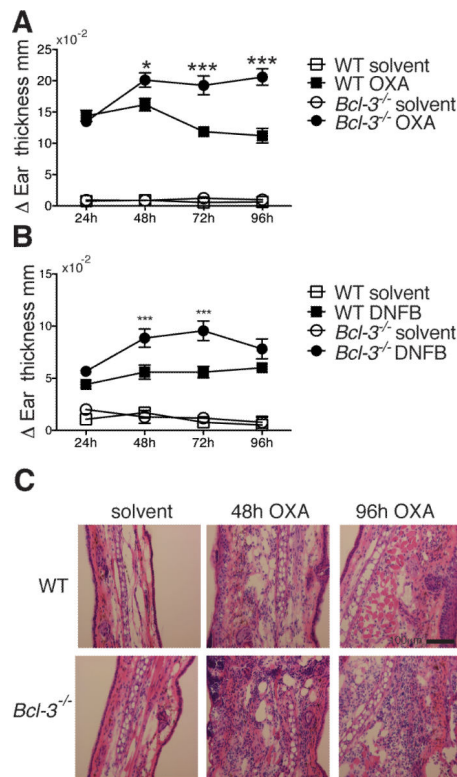 A
x10⁻²
25
20
15
10
5
0
Δ Ear thickness mm
* *** ***
24h 48h 72h 96h
WT solvent
WT OXA
Bcl-3⁻/⁻ solvent
Bcl-3⁻/⁻ OXA
B
x10⁻²
15
10
5
0
Δ Ear thickness mm
*** ***
24h 48h 72h 96h
WT solvent
WT DNFB
Bcl-3⁻/⁻ solvent
Bcl-3⁻/⁻ DNFB
C
solvent 48h OXA 96h OXA
WT
100μm
Bcl-3⁻/⁻